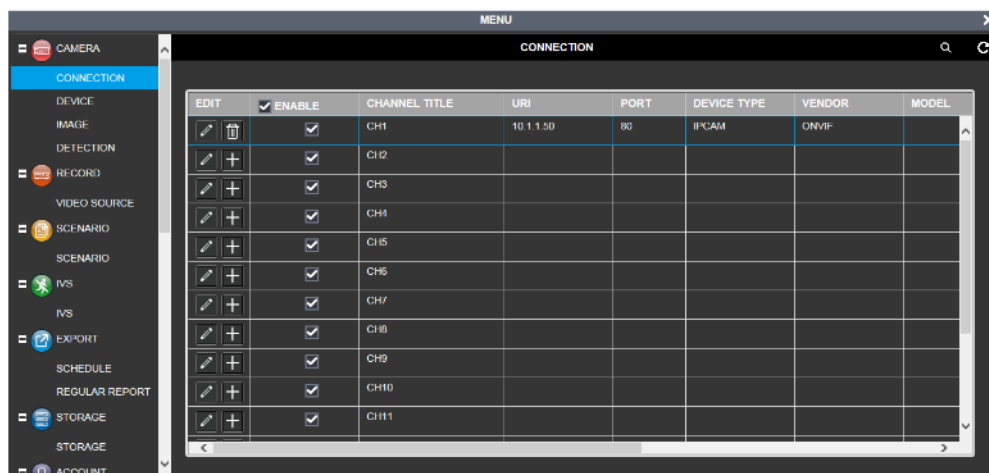 MENU
CAMERA
CONNECTION
DEVICE
IMAGE
DETECTION
RECORD
VIDEO SOURCE
SCENARIO
SCENARIO
IVS
IVS
EXPORT
SCHEDULE
REGULAR REPORT
STORAGE
STORAGE
ACCOUNT
CONNECTION
EDIT ENABLE CHANNEL TITLE URI PORT DEVICE TYPE VENDOR MODEL
CH1 10.1.1.50 80 IPCAM ONVIF
CH2
CH3
CH4
CH5
CH6
CH7
CH8
CH9
CH10
CH11